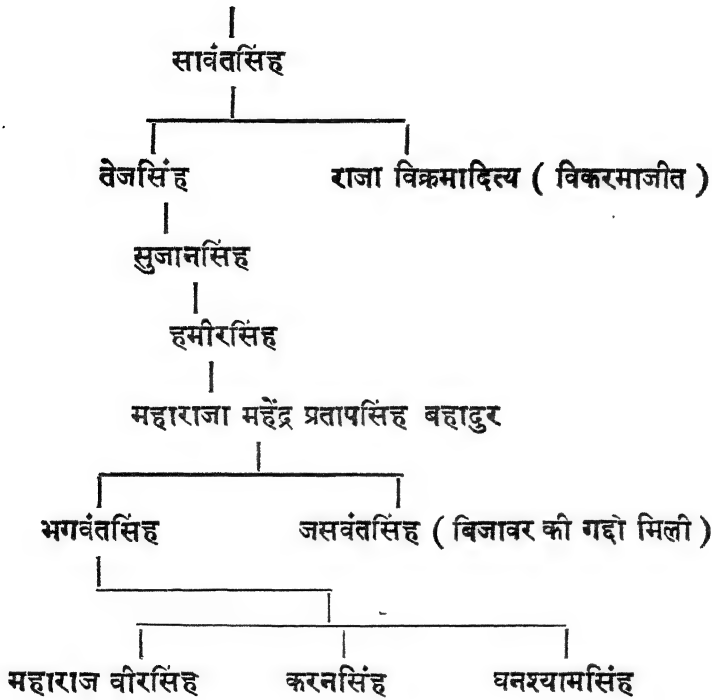 सावंतसिंह
तेजसिंह राजा विक्रमादित्य ( विकरमाजीत )
सुजानसिंह
हमीरसिंह
महाराजा महेंद्र प्रतापसिंह बहादुर
भगवंतसिंह जसवंतसिंह ( बिजावर की गद्दो मिली )
महाराज वीरसिंह करनसिंह घनश्यामसिंह